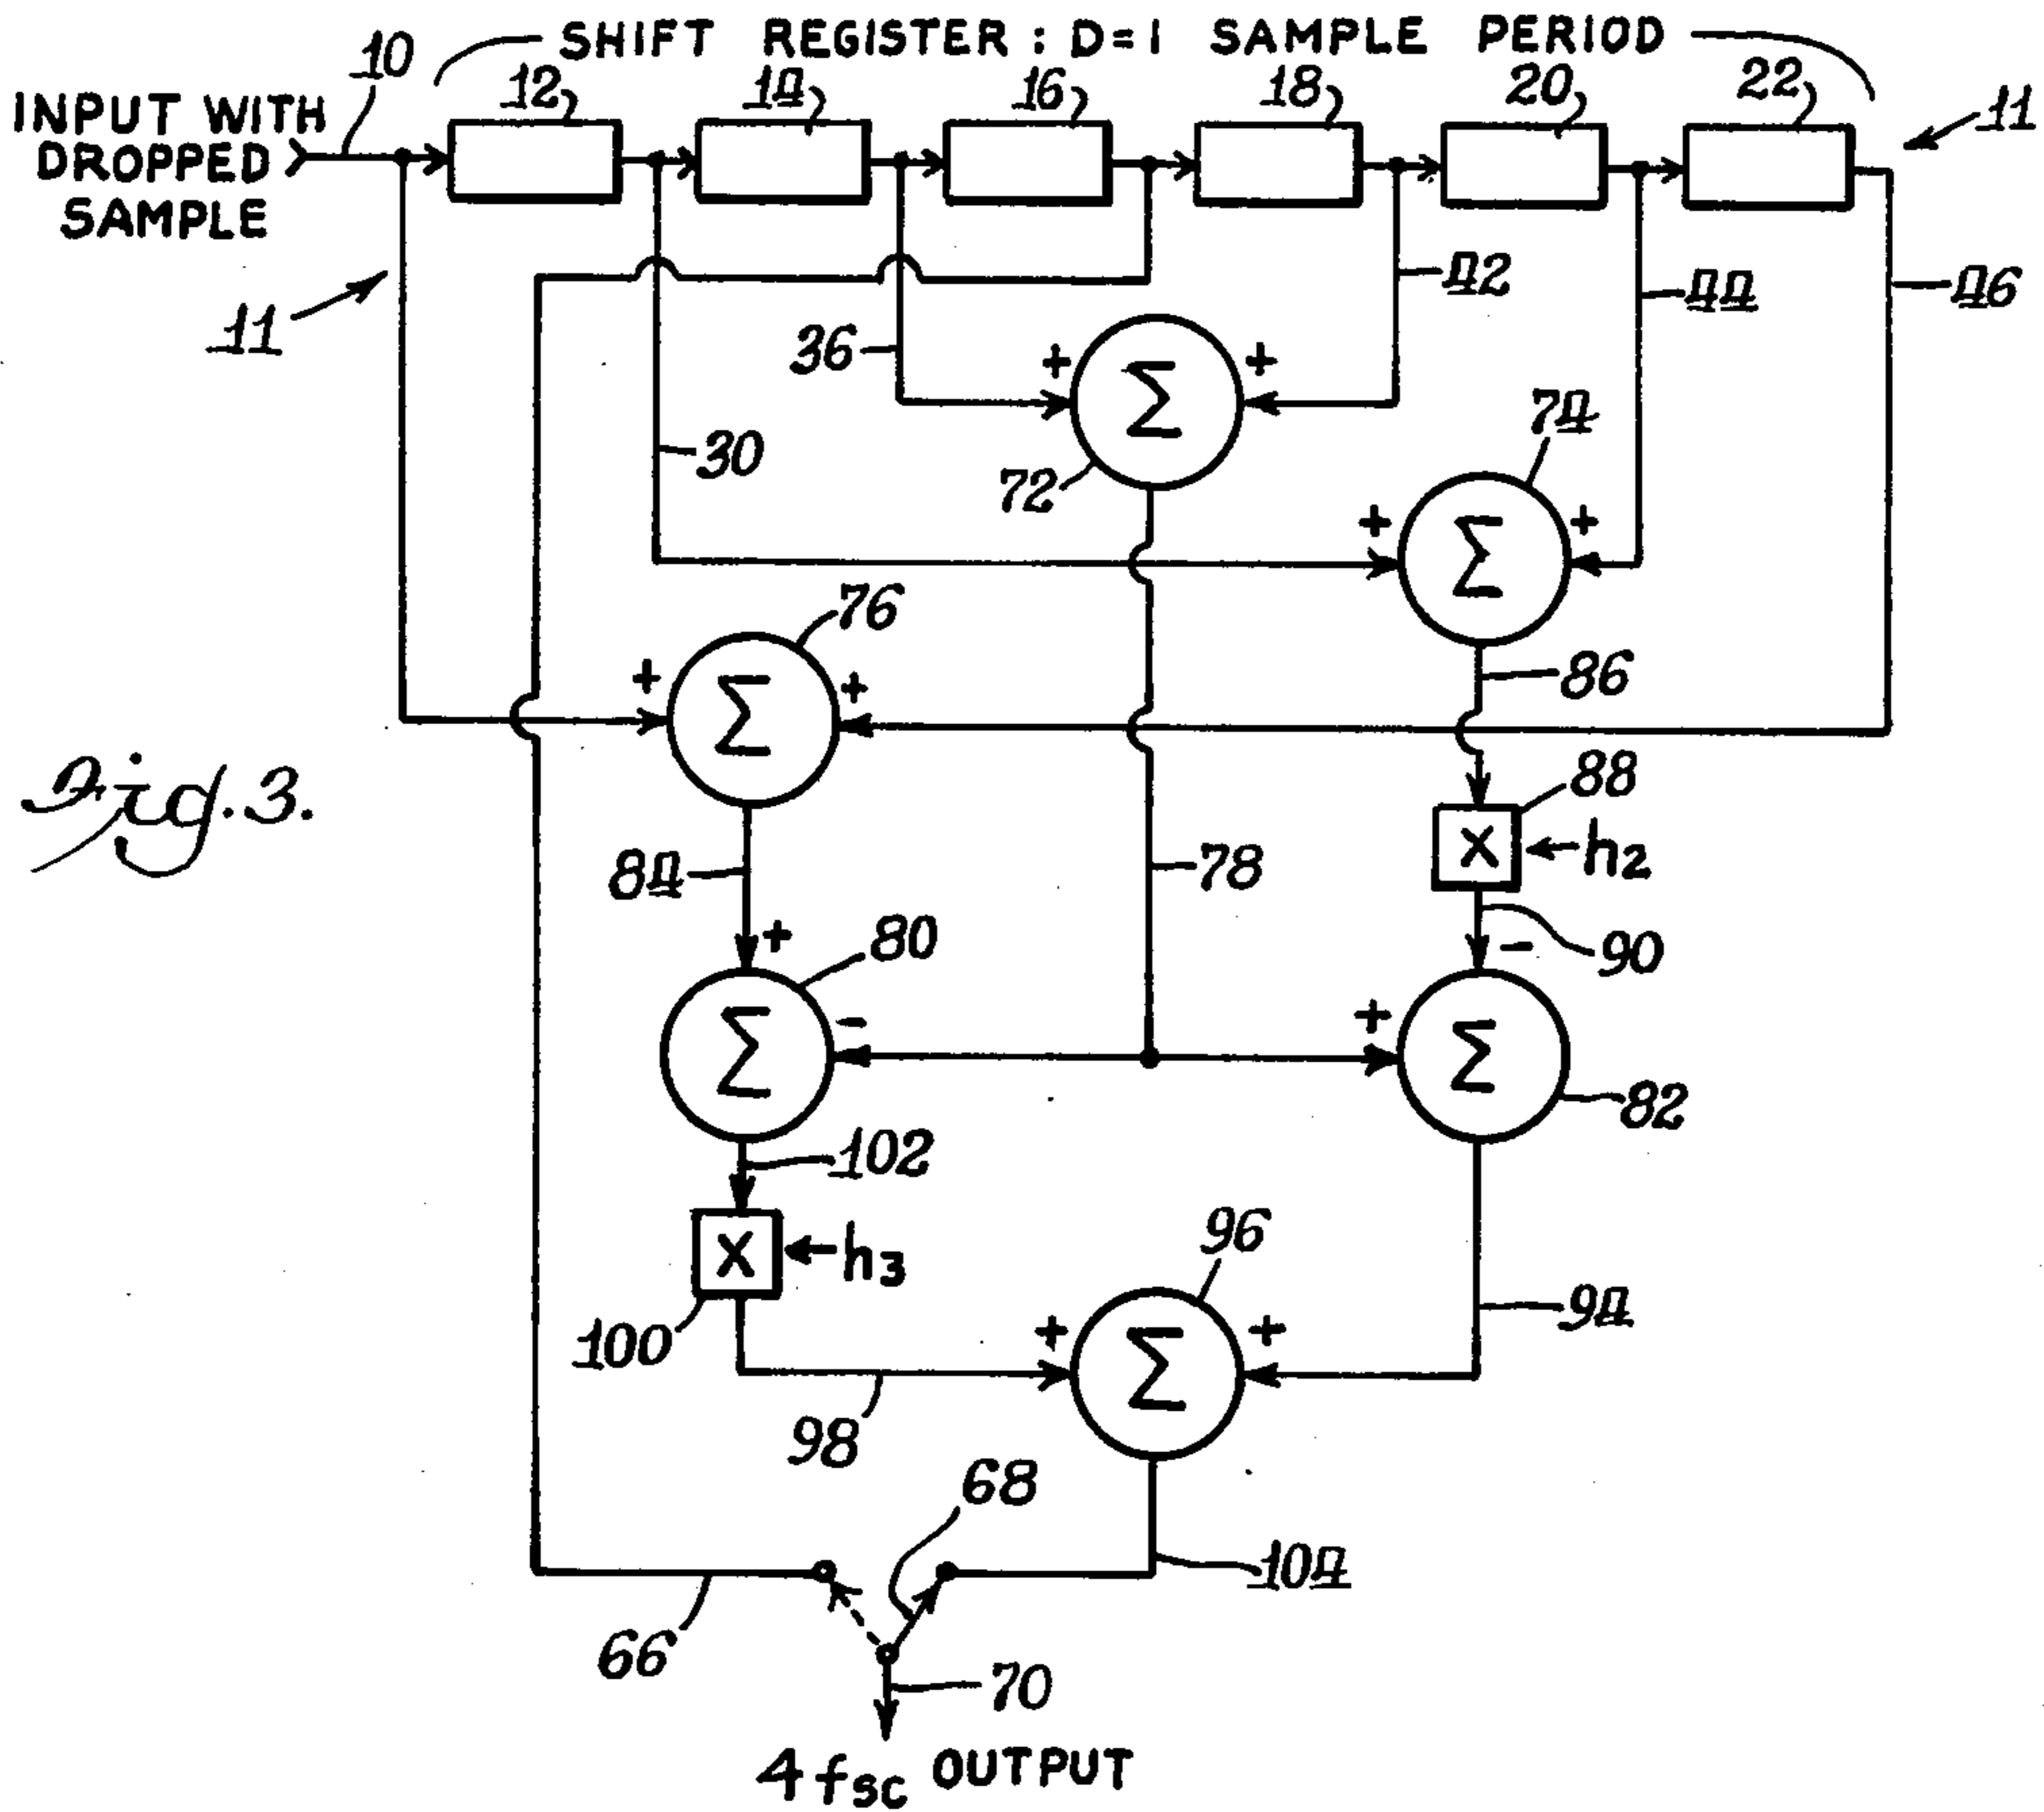 SHIFT REGISTER : D=1 SAMPLE PERIOD
10
12
14
16
18
20
22
11
INPUT WITH
DROPPED
SAMPLE
11
36
42
44
46
30
72
74
+ Σ +
+ Σ +
76
86
+ Σ +
88
X h2
84
78
90
80
+ -
Σ
- +
Σ
82
102
X h3
100
96
94
+ Σ +
98
68
104
66
70
4fsc OUTPUT
Fig. 3.